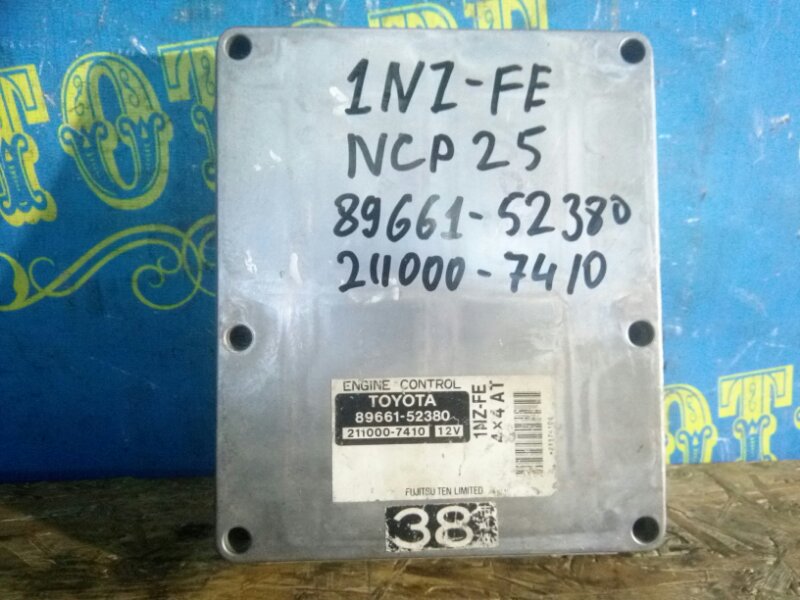 1NZ-FE
NCP25
89661-52380
211000-7410
ENGINE CONTROL
TOYOTA
89661-52380
211000-7410 12V
1NZ-FE
4×4 AT
FUJITSU TEN LIMITED
38